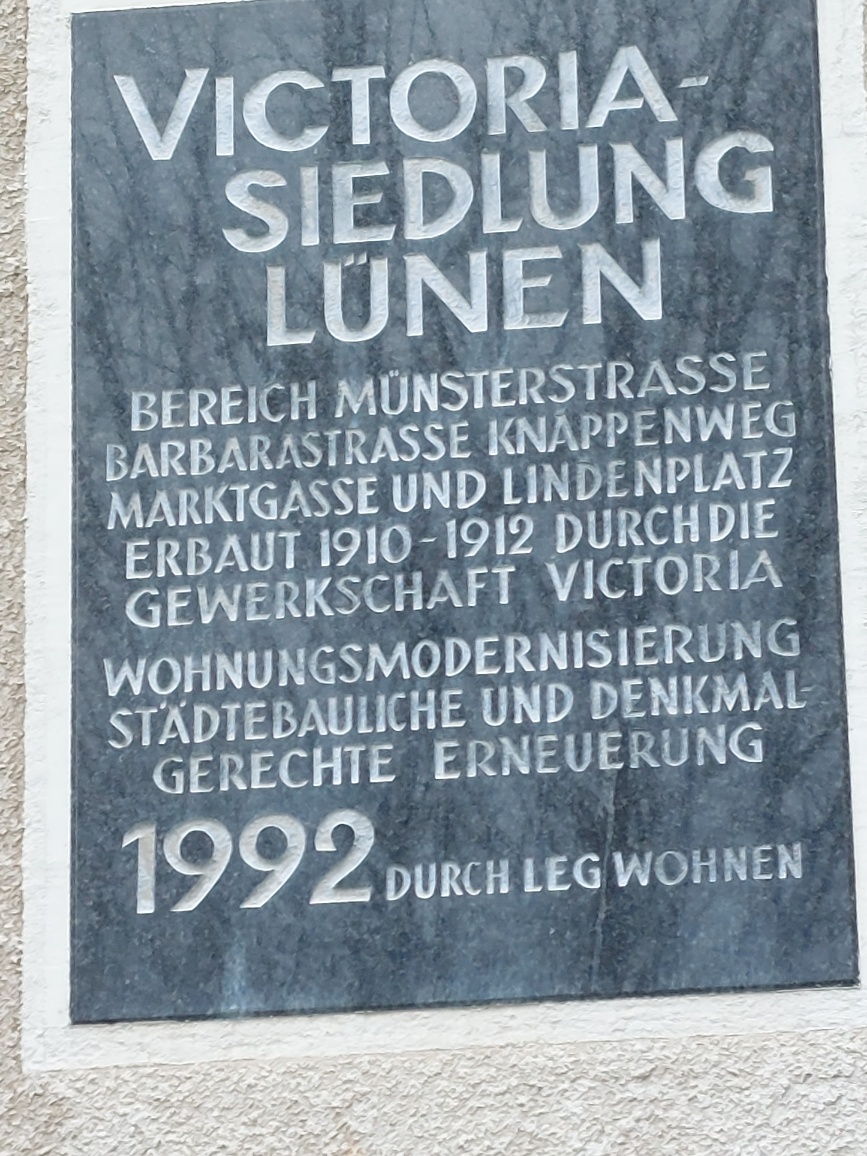 VICTORIA-
SIEDLUNG
LÜNEN
BEREICH MÜNSTERSTRASSE
BARBARASTRASSE KNAPPENWEG
MARKTGASSE UND LINDENPLATZ
ERBAUT 1910-1912 DURCH DIE
GEWERKSCHAFT VICTORIA
WOHNUNGSMODERNISIERUNG
STÄDTEBAULICHE UND DENKMAL-
GERECHTE ERNEUERUNG
1992 DURCH LEG WOHNEN